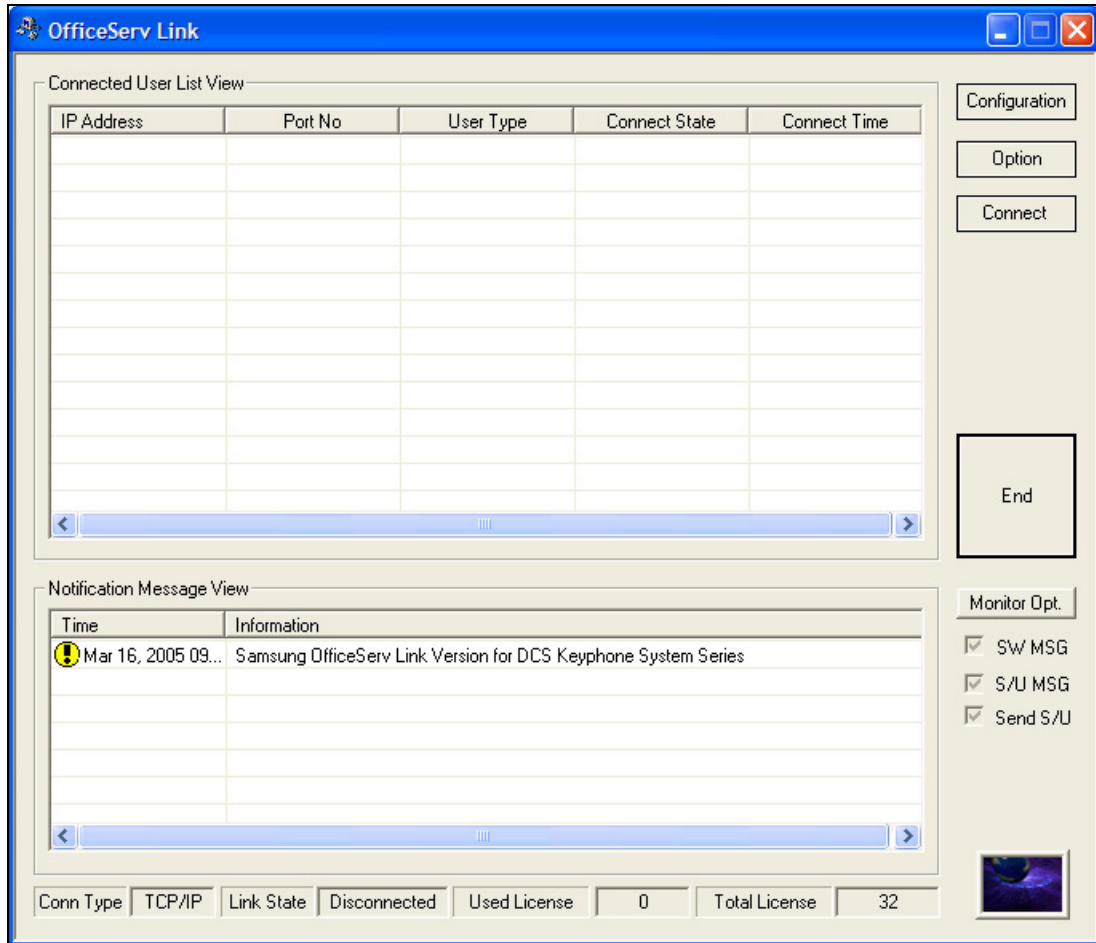 OfficeServ Link
Connected User List View
Configuration
IP Address Port No User Type Connect State Connect Time
Option
Connect
End
Notification Message View
Monitor Opt.
Time Information
Mar 16, 2005 09... Samsung OfficeServ Link Version for DCS Keyphone System Series
SW MSG
S/U MSG
Send S/U
Conn Type TCP/IP Link State Disconnected Used License 0 Total License 32